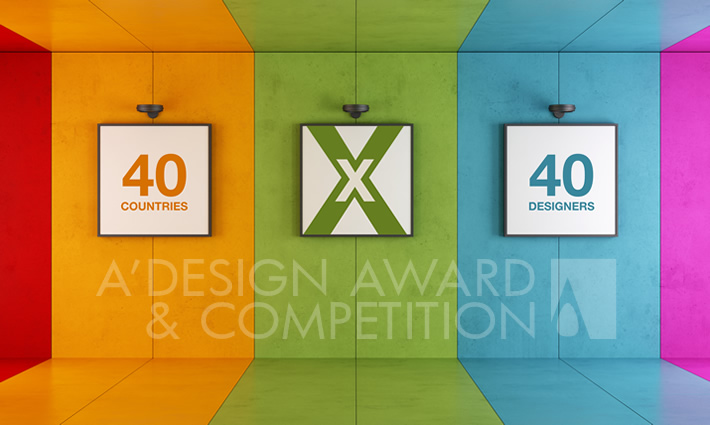 40
COUNTRIES
X
40
DESIGNERS
A'DESIGN AWARD
& COMPETITION